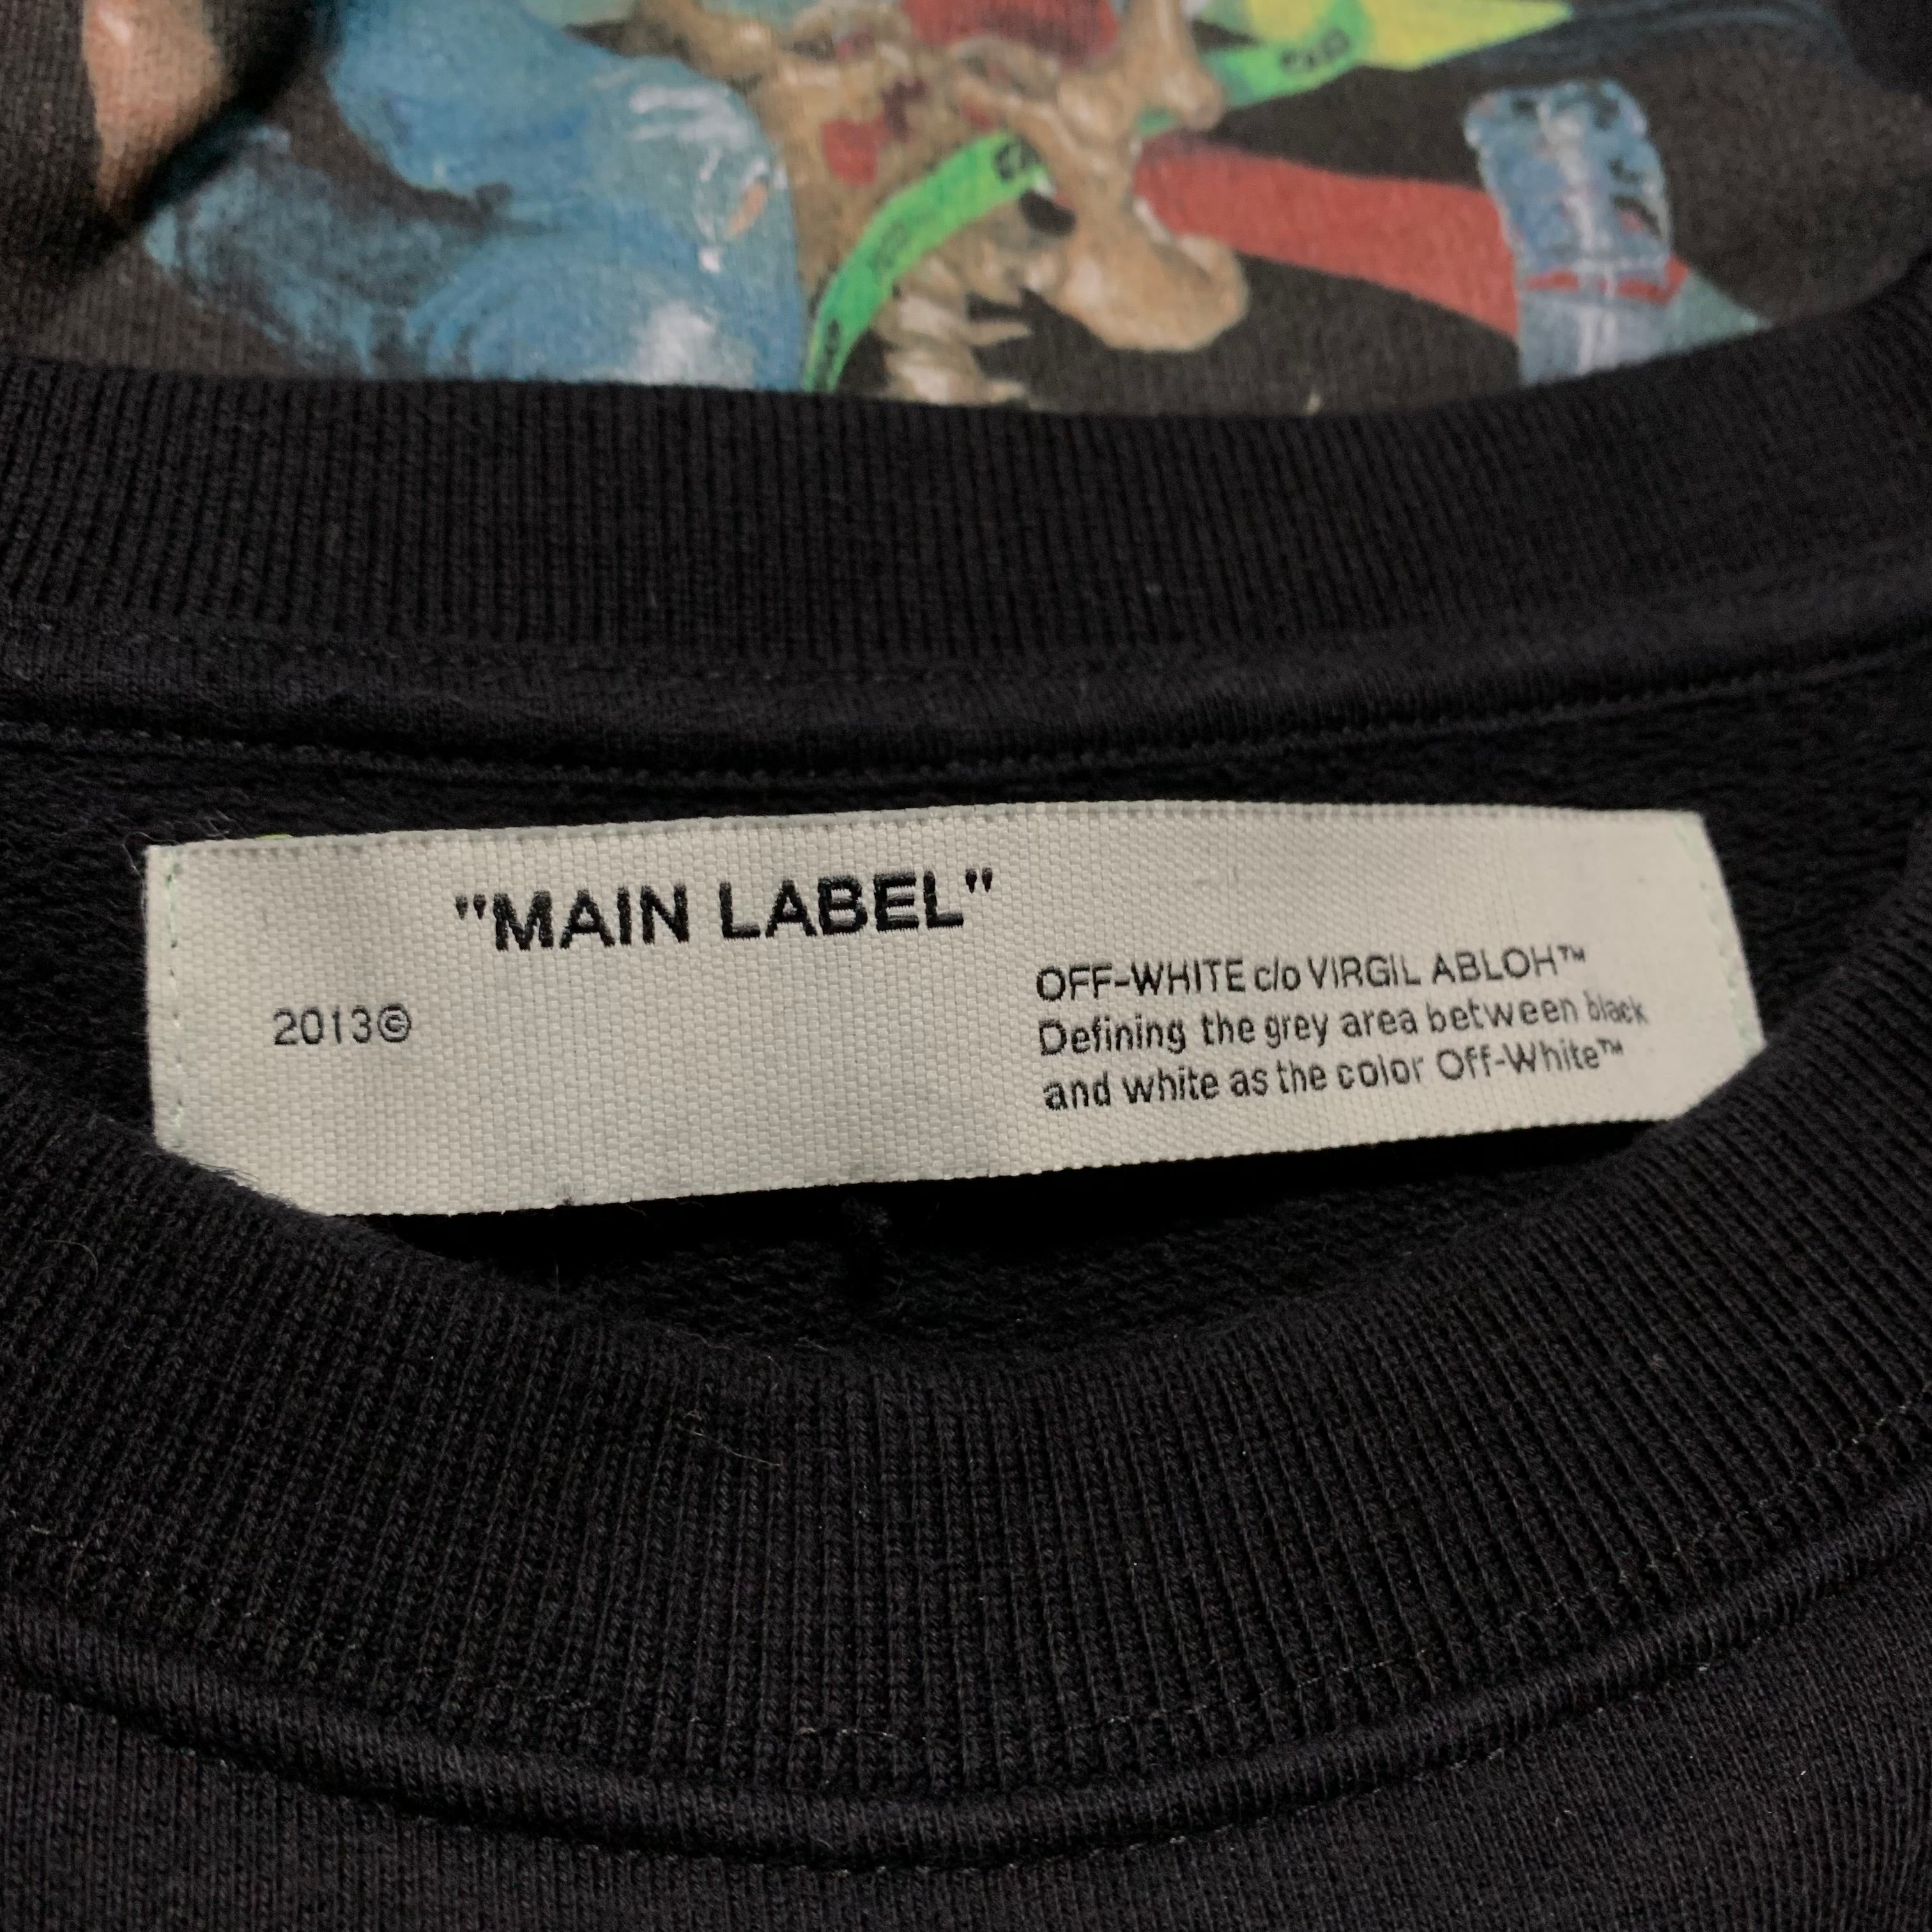 "MAIN LABEL"
2013©
OFF-WHITE c/o VIRGIL ABLOH™
Defining the grey area between black
and white as the color Off-White™